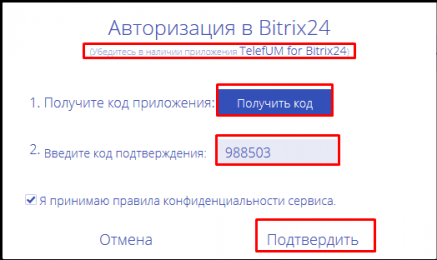 Авторизация в Bitrix24
(Убедитесь в наличии приложения TelefUM for Bitrix24)
1. Получите код приложения: Получить код
2. Введите код подтверждения: 988503
Я принимаю правила конфиденциальности сервиса.
Отмена Подтвердить